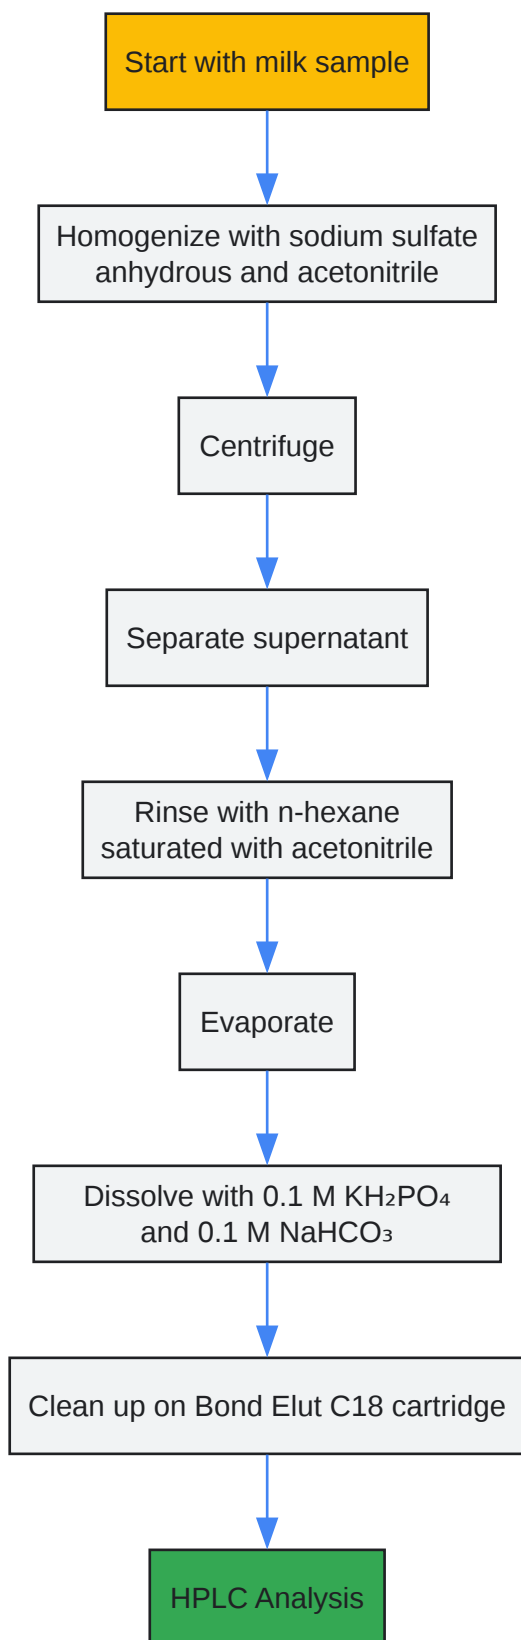 Start with milk sample
Homogenize with sodium sulfate
anhydrous and acetonitrile
Centrifuge
Separate supernatant
Rinse with n-hexane
saturated with acetonitrile
Evaporate
Dissolve with 0.1 M KH₂PO₄
and 0.1 M NaHCO₃
Clean up on Bond Elut C18 cartridge
HPLC Analysis